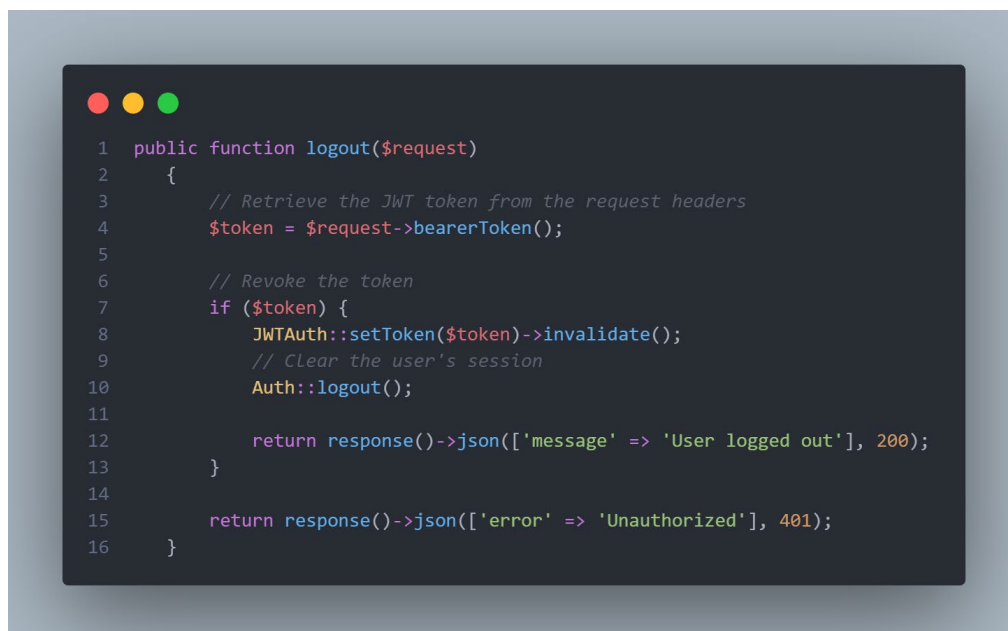 1 public function logout($request)
2 {
3 // Retrieve the JWT token from the request headers
4 $token = $request->bearerToken();
5
6 // Revoke the token
7 if ($token) {
8 JWTAuth::setToken($token)->invalidate();
9 // Clear the user's session
10 Auth::logout();
11
12 return response()->json(['message' => 'User logged out'], 200);
13 }
14
15 return response()->json(['error' => 'Unauthorized'], 401);
16 }